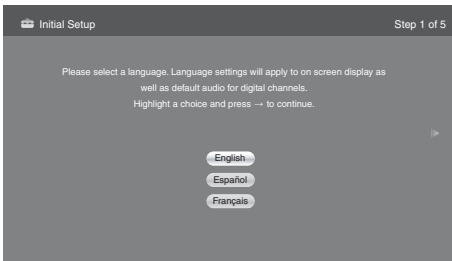 Initial Setup
Step 1 of 5
Please select a language. Language settings will apply to on screen display as
well as default audio for digital channels.
Highlight a choice and press → to continue.
English
Español
Français